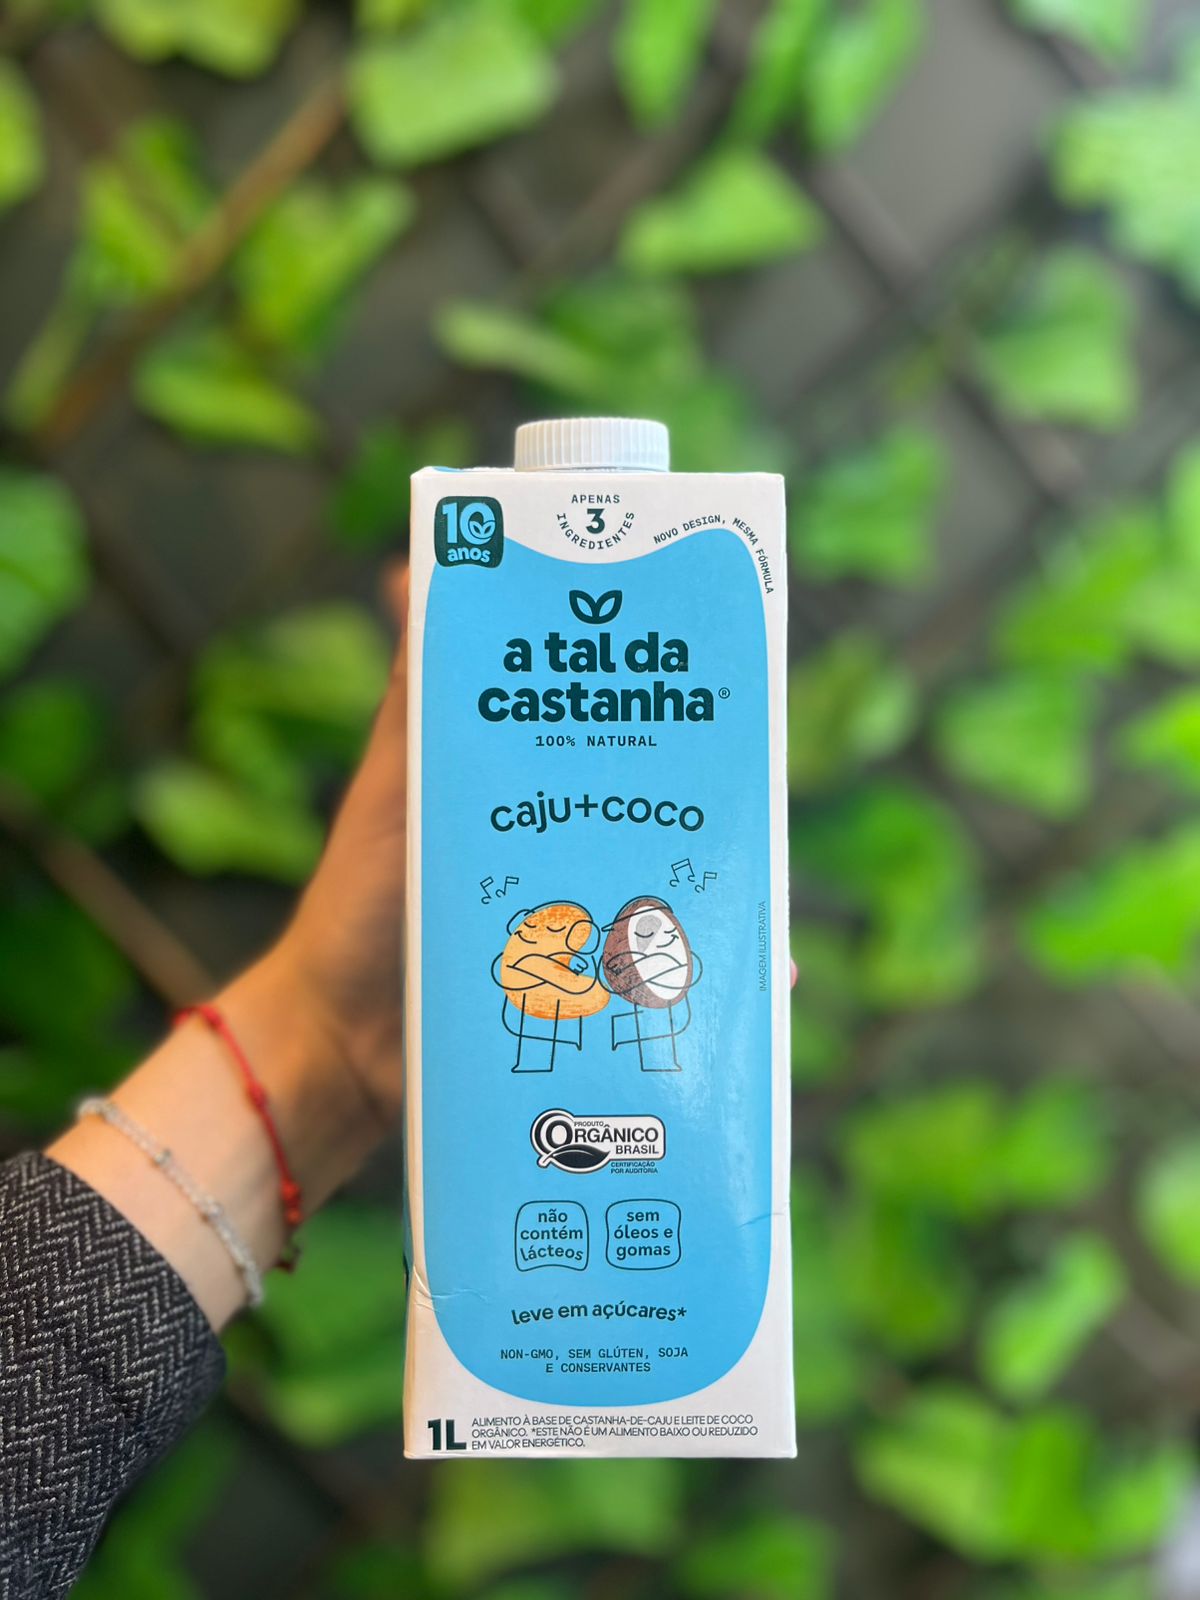 10
anos
APENAS
3
INGREDIENTES
NOVO DESIGN, MESMA FÓRMULA
a tal da
castanha®
100% NATURAL
caju+coco
IMAGEM ILUSTRATIVA
PRODUTO
ORGÂNICO
BRASIL
CERTIFICAÇÃO
POR AUDITORIA
não
contém
lácteos
sem
óleos e
gomas
leve em açúcares*
NON-GMO, SEM GLÚTEN, SOJA
E CONSERVANTES
1L
ALIMENTO À BASE DE CASTANHA-DE-CAJU E LEITE DE COCO
ORGÂNICO. *ESTE NÃO É UM ALIMENTO BAIXO OU REDUZIDO
EM VALOR ENERGÉTICO.